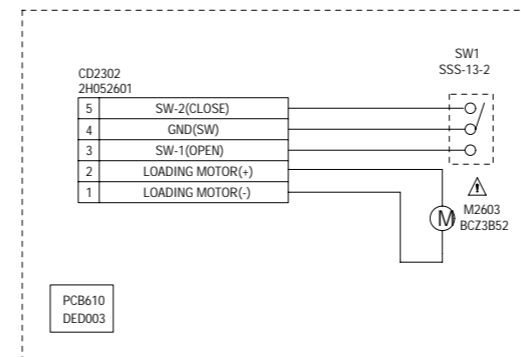 SW1
SSS-13-2
CD2302
2H052601
5 SW-2(CLOSE)
4 GND(SW)
3 SW-1(OPEN)
2 LOADING MOTOR(+)
1 LOADING MOTOR(-)
M
M2603
BCZ3B52
PCB610
DED003